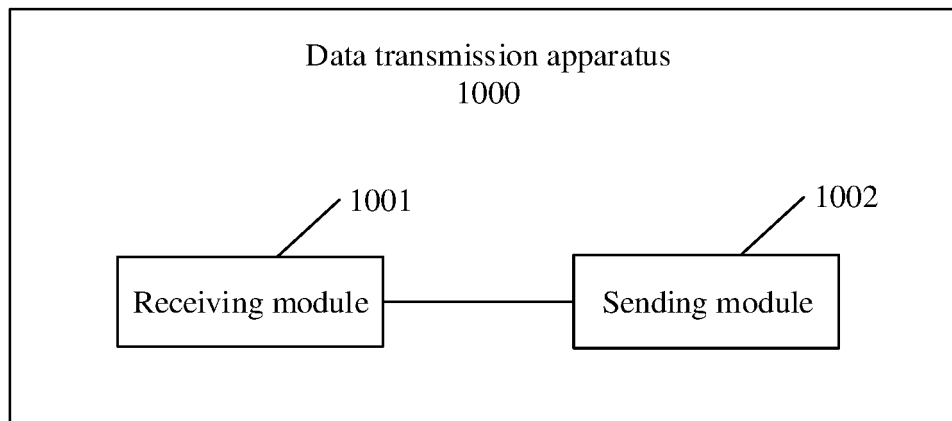 Data transmission apparatus
1000
1001
1002
Receiving module
Sending module